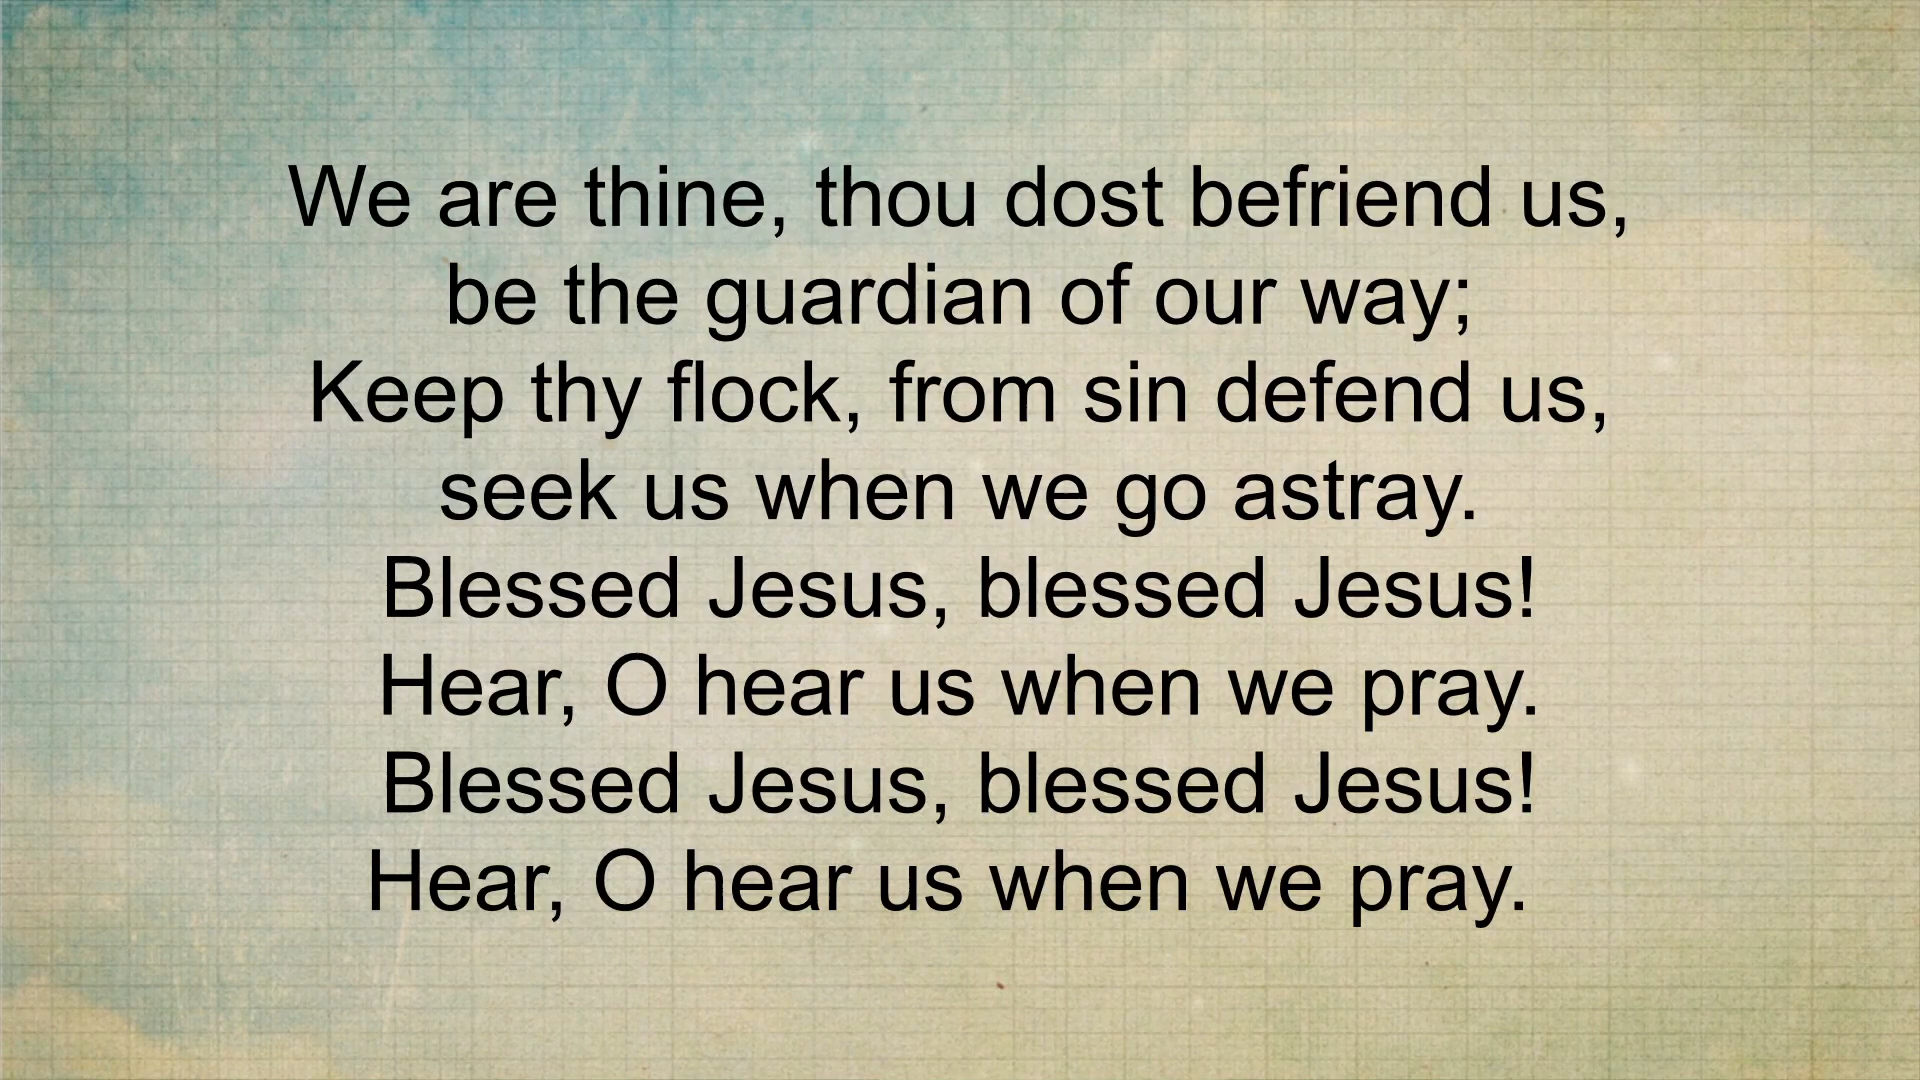 We are thine, thou dost befriend us,
be the guardian of our way;
Keep thy flock, from sin defend us,
seek us when we go astray.
Blessed Jesus, blessed Jesus!
Hear, O hear us when we pray.
Blessed Jesus, blessed Jesus!
Hear, O hear us when we pray.